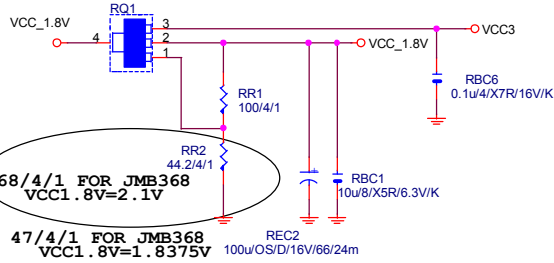 RQ1
VCC_1.8V
4
3
2
1
VCC3
VCC_1.8V
RBC6
0.1u/4/X7R/16V/K
RR1
100/4/1
RR2
44.2/4/1
68/4/1 FOR JMB368
VCC1.8V=2.1V
RBC1
10u/8/X5R/6.3V/K
47/4/1 FOR JMB368
VCC1.8V=1.8375V
REC2
100u/OS/D/16V/66/24m
+